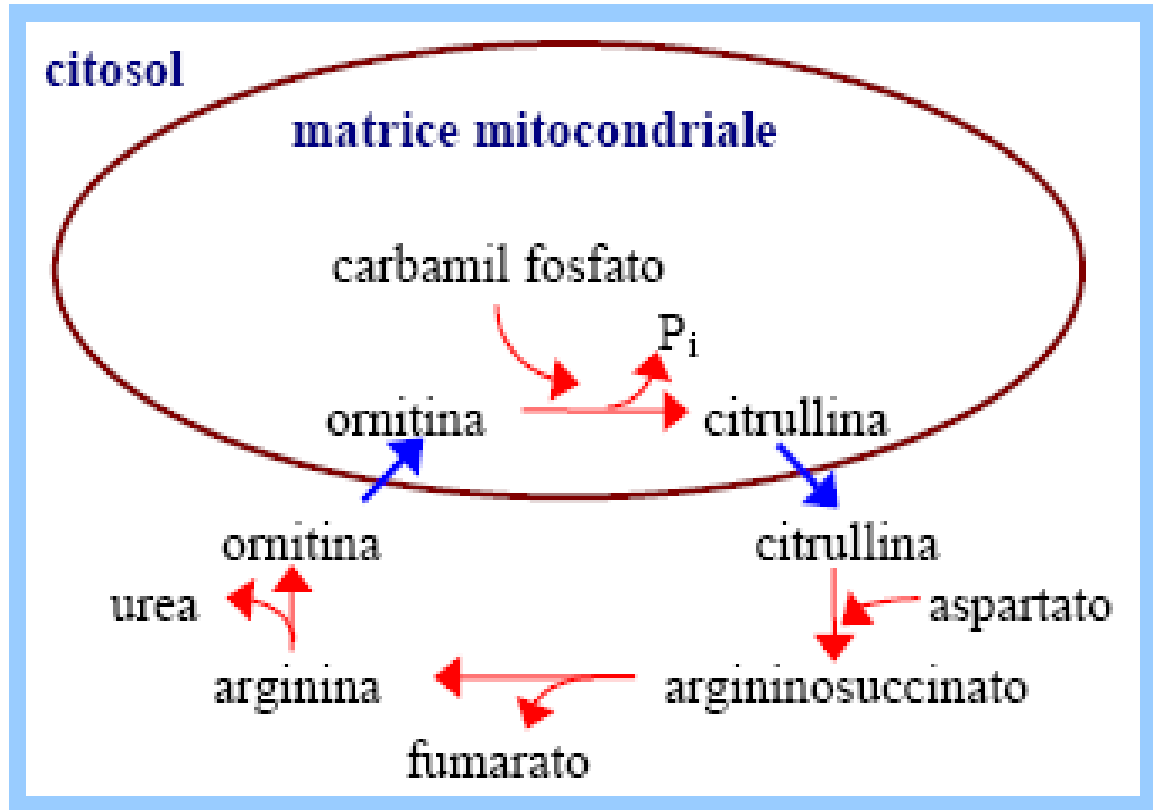 citosol
matrice mitocondriale
carbamil fosfato
Pi
ornitina
citrullina
ornitina
citrullina
urea
aspartato
arginina
argininosuccinato
fumarato